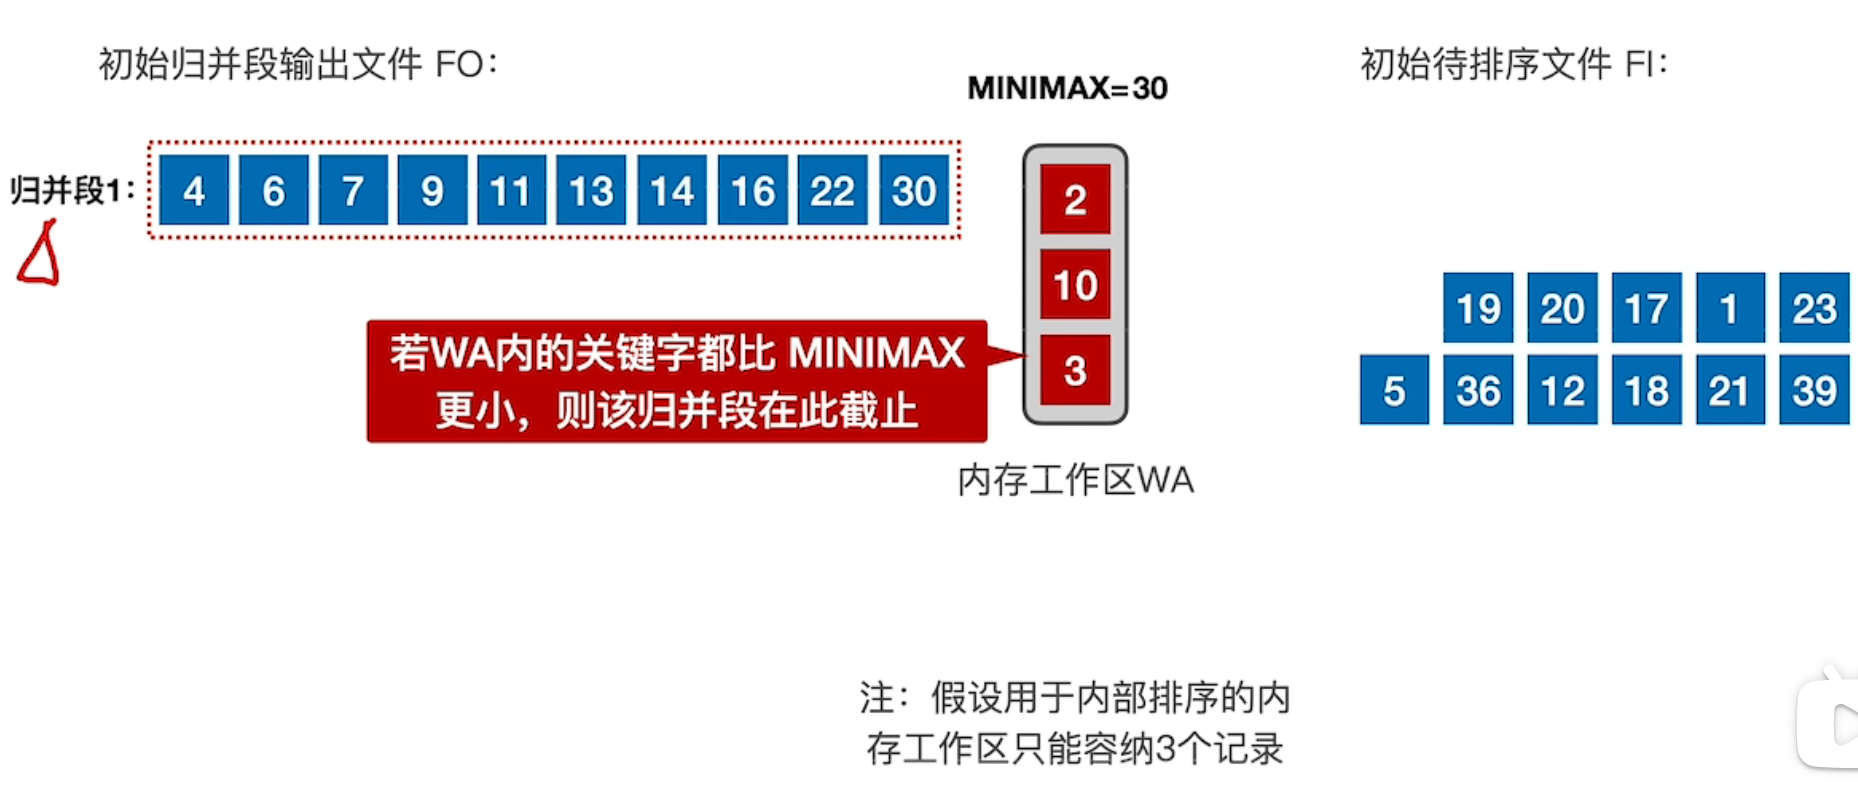 初始归并段输出文件 FO：
MINIMAX=30
初始待排序文件 FI：
归并段1： 4 6 7 9 11 13 14 16 22 30
2
10
3
若WA内的关键字都比 MINIMAX
更小，则该归并段在此截止
19 20 17 1 23
5 36 12 18 21 39
内存工作区WA
注：假设用于内部排序的内
存工作区只能容纳3个记录